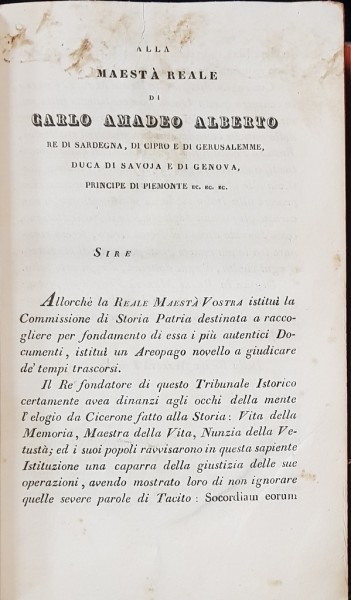 ALLA
MAESTÀ REALE
DI
CARLO AMADEO ALBERTO
RE DI SARDEGNA, DI CIPRO E DI GERUSALEMME,
DUCA DI SAVOJA E DI GENOVA,
PRINCIPE DI PIEMONTE ec. ec. ec.
SIRE
Allorchè la REALE MAESTÀ VOSTRA istituì la
Commissione di Storia Patria destinata a racco-
gliere per fondamento di essa i più autentici Do-
cumenti, istituì un Areopago novello a giudicare
de' tempi trascorsi.
Il Re fondatore di questo Tribunale Istorico
certamente avea dinanzi agli occhi della mente
l'elogio da Cicerone fatto alla Storia: Vita della
Memoria, Maestra della Vita, Nunzia della Ve-
tustà; ed i suoi popoli ravvisarono in questa sapiente
Istituzione una caparra della giustizia delle sue
operazioni, avendo mostrato loro di non ignorare
quelle severe parole di Tacito: Socordiam eorum